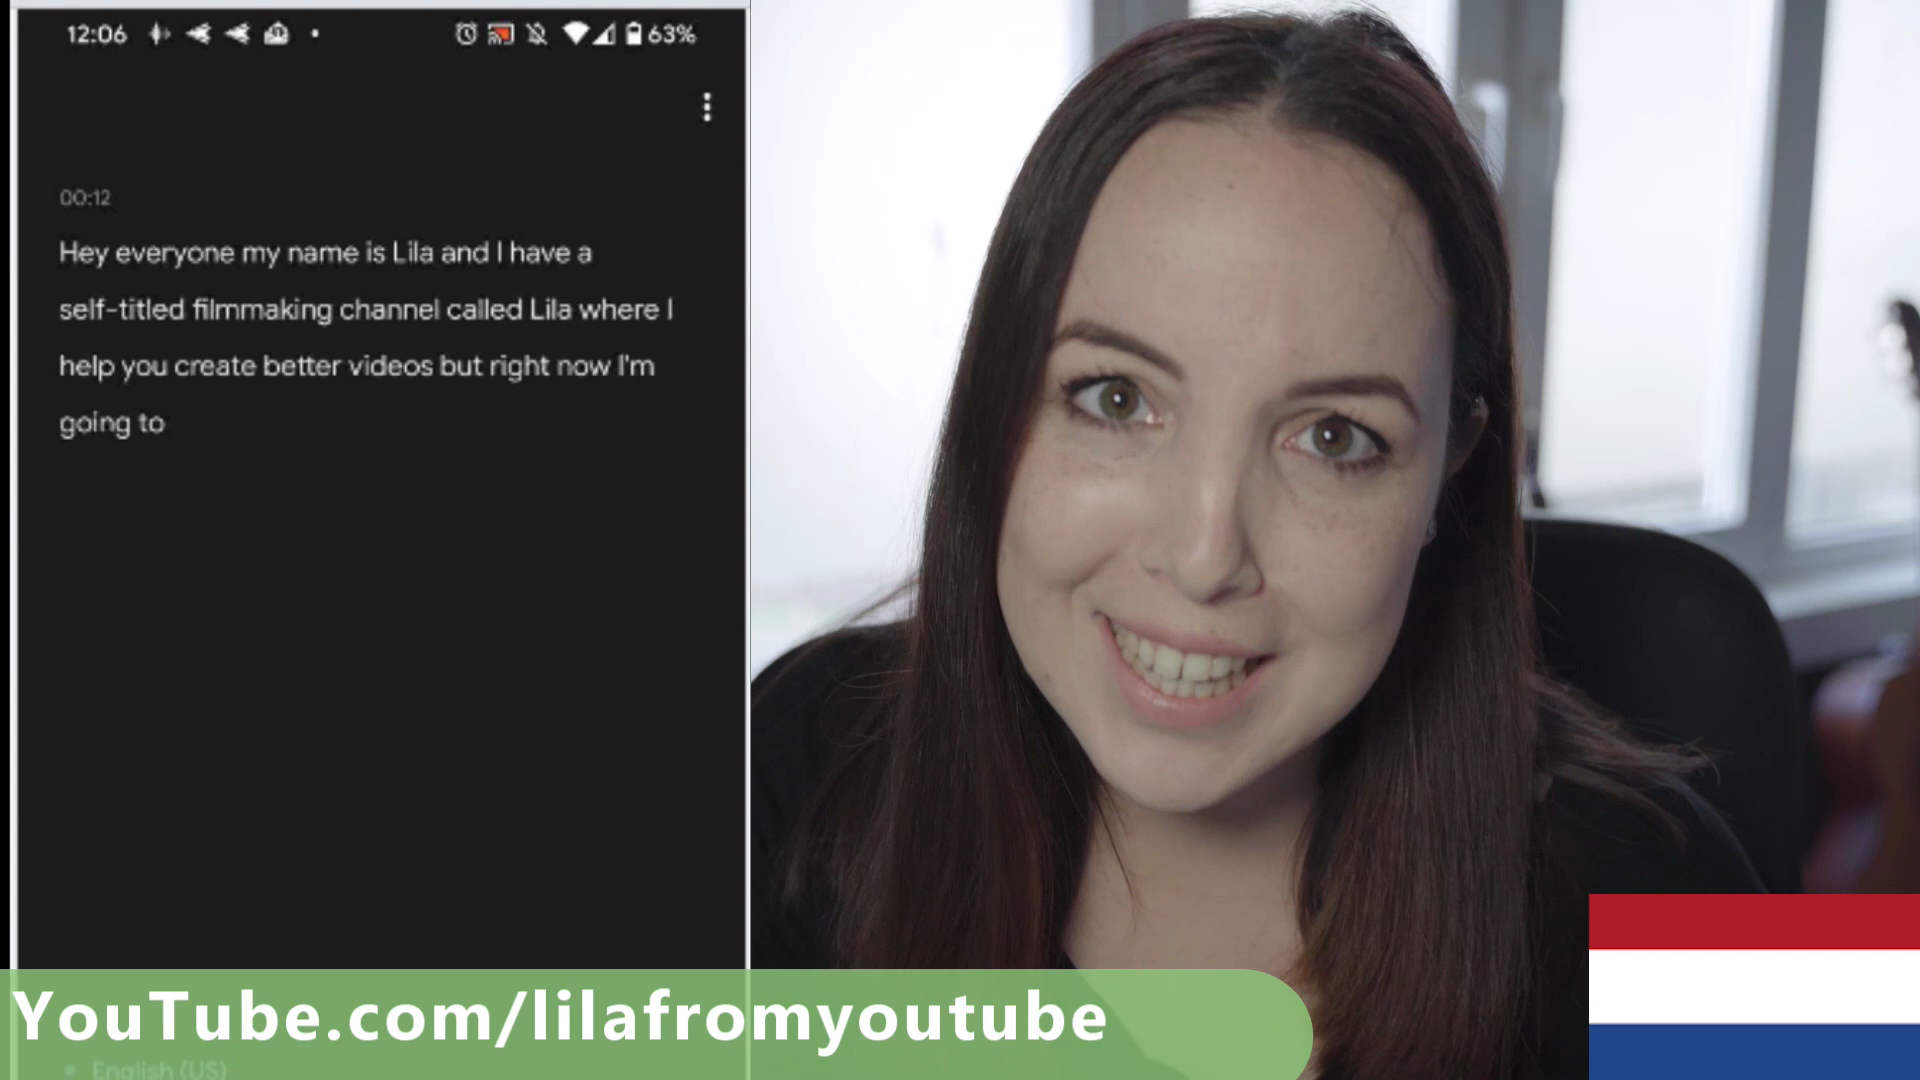 12:06
63%
00:12
Hey everyone my name is Lila and I have a
self-titled filmmaking channel called Lila where I
help you create better videos but right now I'm
going to
YouTube.com/lilafromyoutube
English (US)